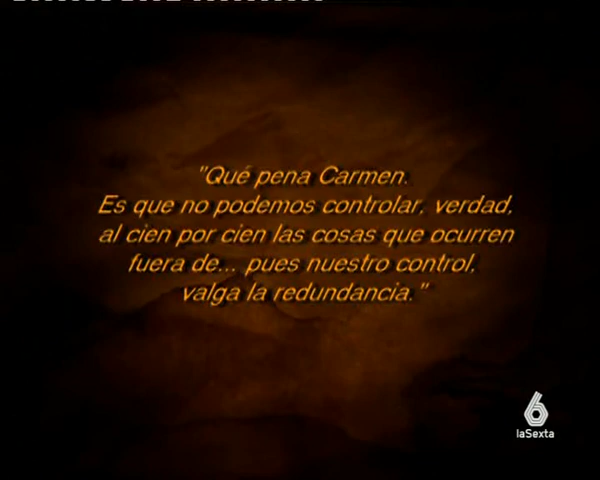 "Qué pena Carmen.
Es que no podemos controlar, verdad,
al cien por cien las cosas que ocurren
fuera de... pues nuestro control,
valga la redundancia."
6
laSexta